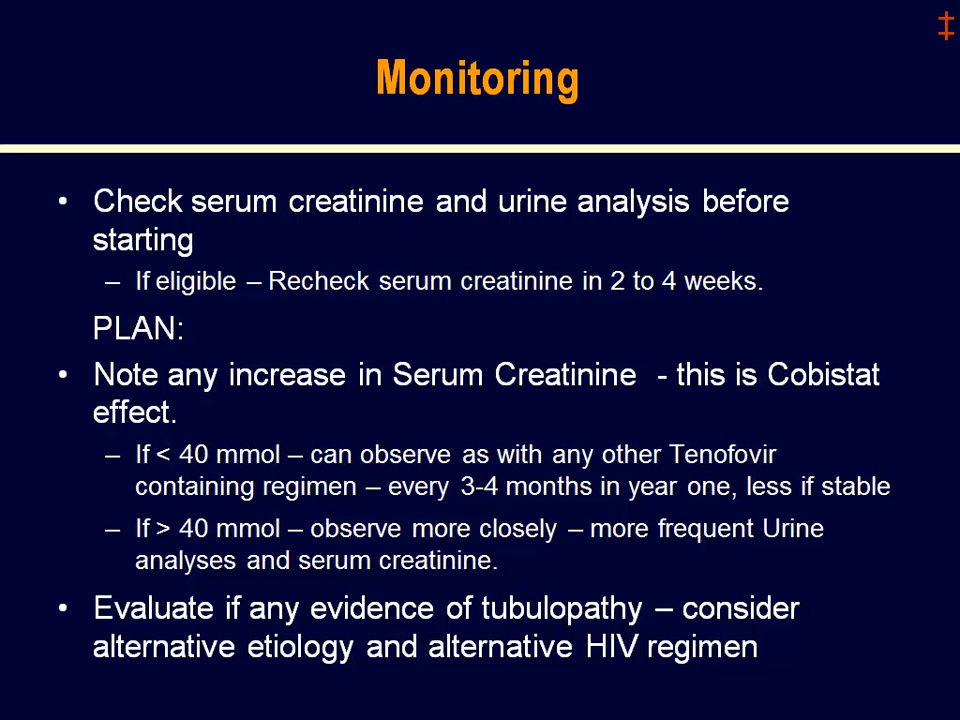 ‡
Monitoring
• Check serum creatinine and urine analysis before
starting
– If eligible – Recheck serum creatinine in 2 to 4 weeks.
PLAN:
• Note any increase in Serum Creatinine - this is Cobistat
effect.
– If < 40 mmol – can observe as with any other Tenofovir
containing regimen – every 3-4 months in year one, less if stable
– If > 40 mmol – observe more closely – more frequent Urine
analyses and serum creatinine.
• Evaluate if any evidence of tubulopathy – consider
alternative etiology and alternative HIV regimen